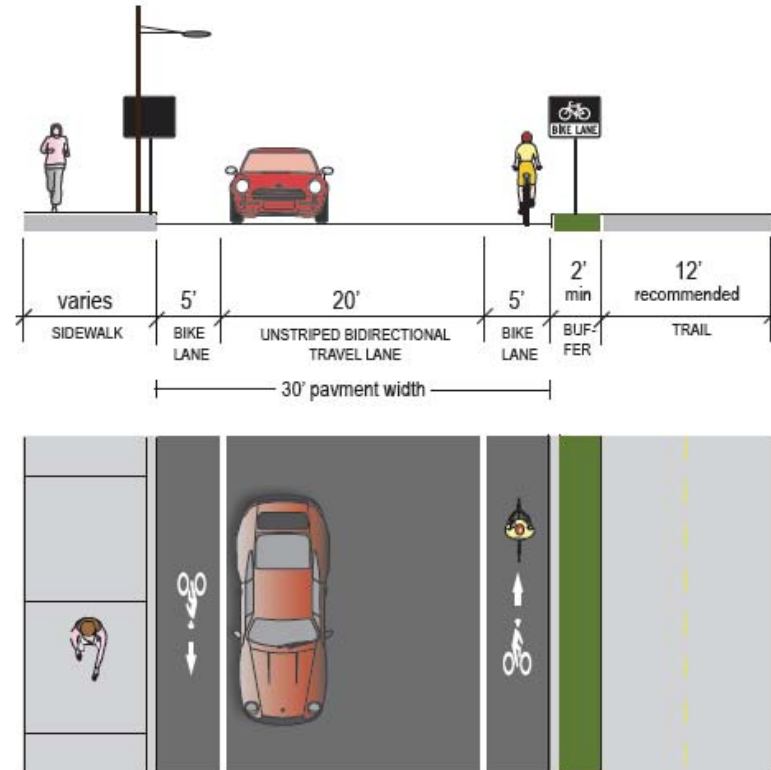 BIKE LANE
varies
SIDEWALK
5'
BIKE
LANE
20'
UNSTRIPED BIDIRECTIONAL
TRAVEL LANE
5'
BIKE
LANE
2'
min
BUF-
FER
12'
recommended
TRAIL
30' pavment width